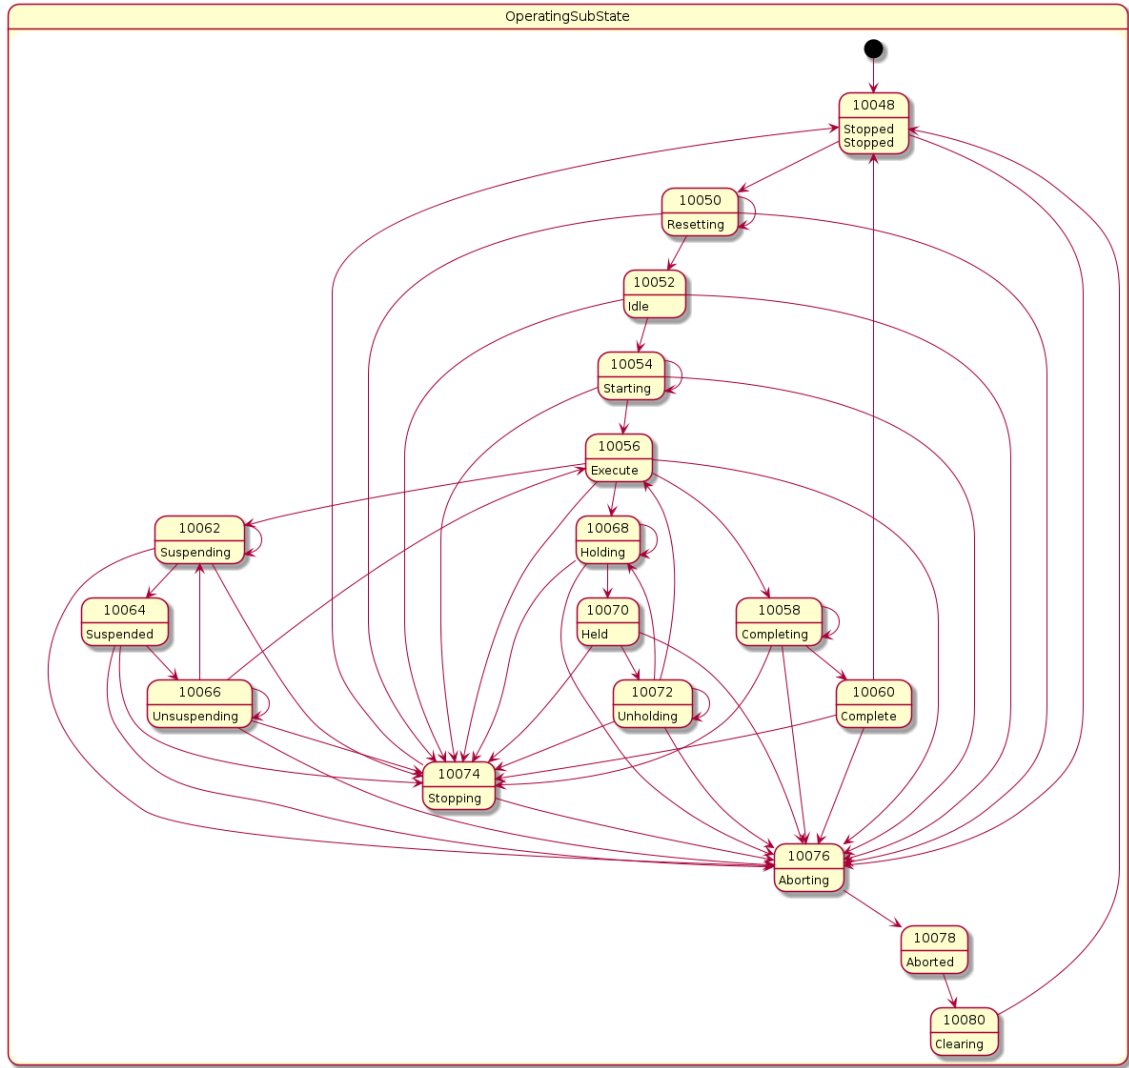 OperatingSubState
10048
Stopped
Stopped
10050
Resetting
10052
Idle
10054
Starting
10056
Execute
10062
Suspending
10068
Holding
10064
Suspended
10070
Held
10058
Completing
10066
Unsuspending
10072
Unholding
10060
Complete
10074
Stopping
10076
Aborting
10078
Aborted
10080
Clearing